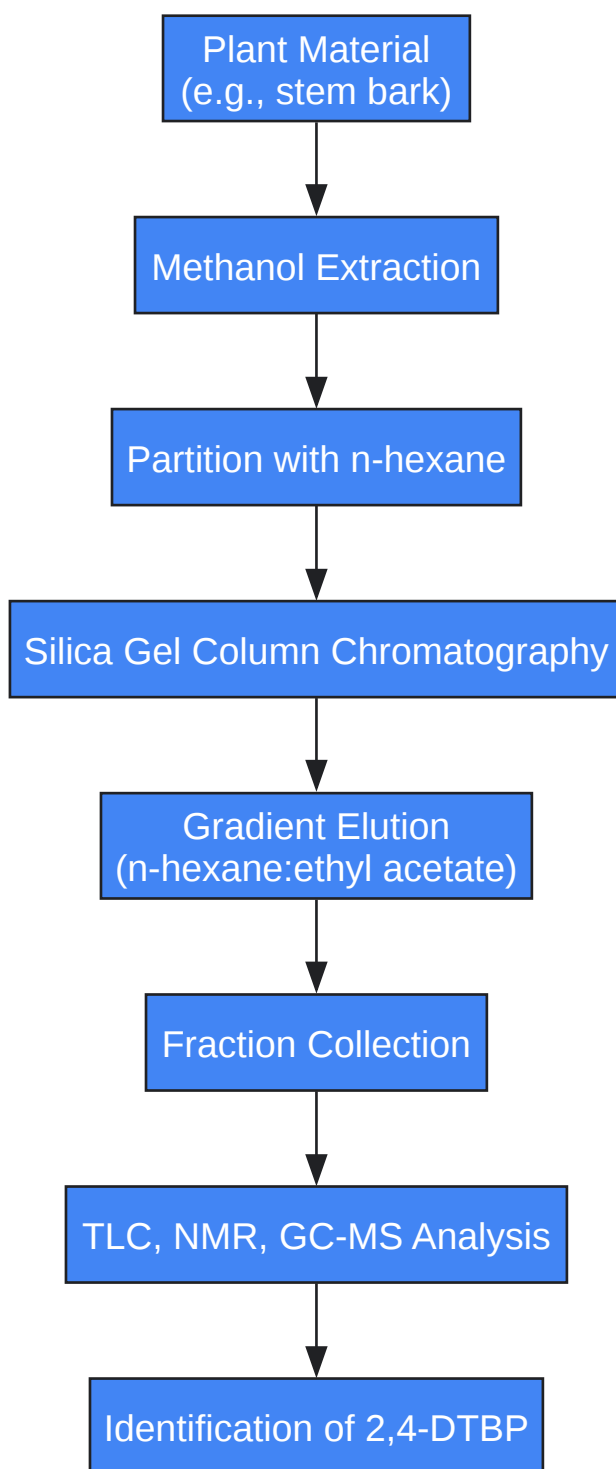 Plant Material
(e.g., stem bark)
Methanol Extraction
Partition with n-hexane
Silica Gel Column Chromatography
Gradient Elution
(n-hexane:ethyl acetate)
Fraction Collection
TLC, NMR, GC-MS Analysis
Identification of 2,4-DTBP